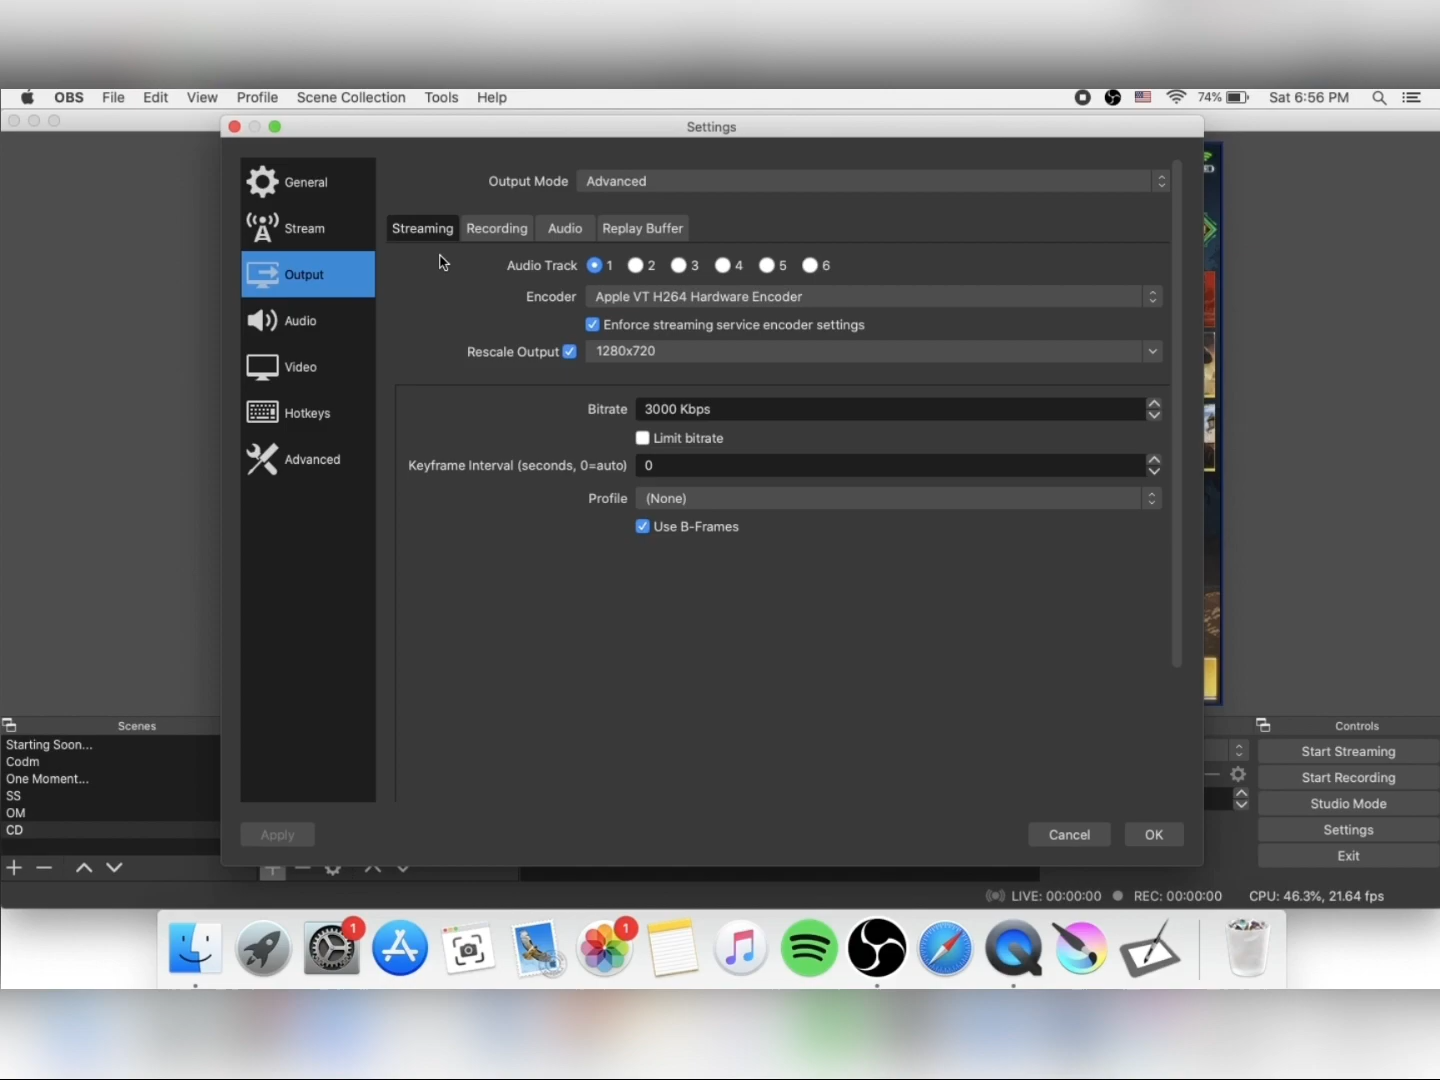 OBS File Edit View Profile Scene Collection Tools Help 74% Sat 6:56 PM
Settings
General
Stream
Output
Audio
Video
Hotkeys
Advanced
Output Mode Advanced
Streaming Recording Audio Replay Buffer
Audio Track 1 2 3 4 5 6
Encoder Apple VT H264 Hardware Encoder
Enforce streaming service encoder settings
Rescale Output 1280x720
Bitrate 3000 Kbps
Limit bitrate
Keyframe Interval (seconds, 0=auto) 0
Profile (None)
Use B-Frames
Apply Cancel OK
Scenes
Starting Soon...
Codm
One Moment...
SS
OM
CD
Controls
Start Streaming
Start Recording
Studio Mode
Settings
Exit
LIVE: 00:00:00 REC: 00:00:00 CPU: 46.3%, 21.64 fps
1 1